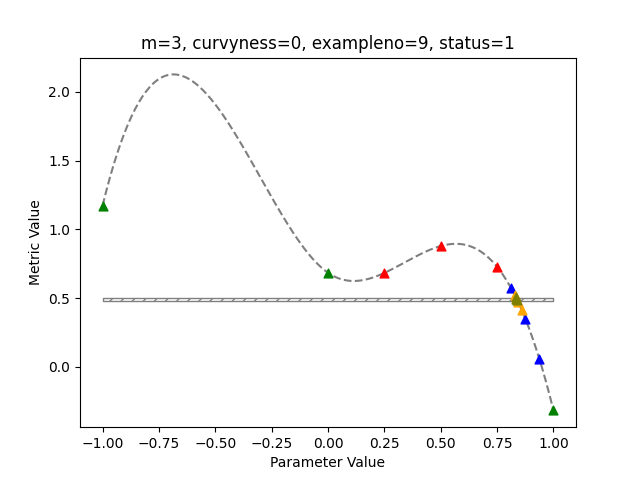 m=3, curvyness=0, exampleno=9, status=1
Metric Value
2.0
1.5
1.0
0.5
0.0
−1.00 −0.75 −0.50 −0.25 0.00 0.25 0.50 0.75 1.00
Parameter Value